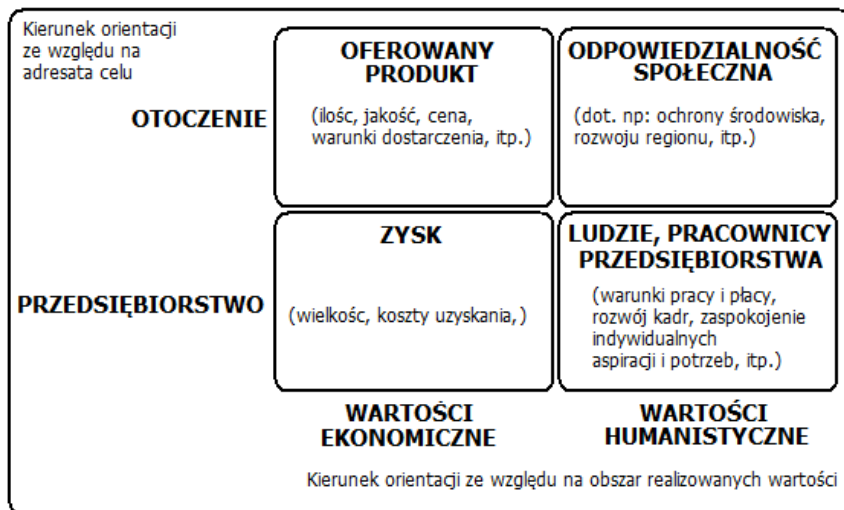 Kierunek orientacji
ze względu na
adresata celu
OTOCZENIE
OFEROWANY
PRODUKT
(ilośc, jakość, cena,
warunki dostarczenia, itp.)
ODPOWIEDZIALNOŚĆ
SPOŁECZNA
(dot. np: ochrony środowiska,
rozwoju regionu, itp.)
PRZEDSIĘBIORSTWO
ZYSK
(wielkośc, koszty uzyskania,)
LUDZIE, PRACOWNICY
PRZEDSIĘBIORSTWA
(warunki pracy i płacy,
rozwój kadr, zaspokojenie
indywidualnych
aspiracji i potrzeb, itp.)
WARTOŚCI
EKONOMICZNE
WARTOŚCI
HUMANISTYCZNE
Kierunek orientacji ze względu na obszar realizowanych wartości